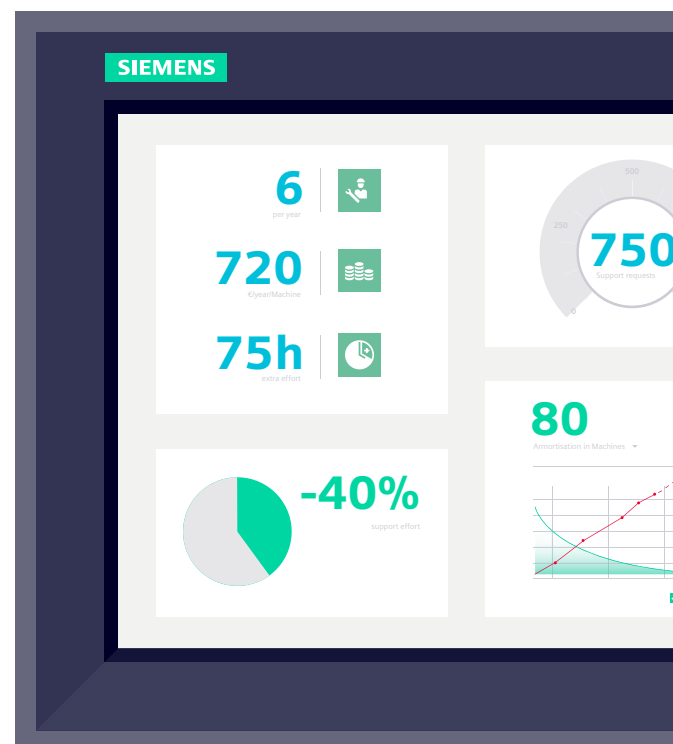 SIEMENS
6
per year
720
€/year/Machine
75h
extra effort
-40%
support effort
500
250
750
Support requests
0
80
Armortisation in Machines